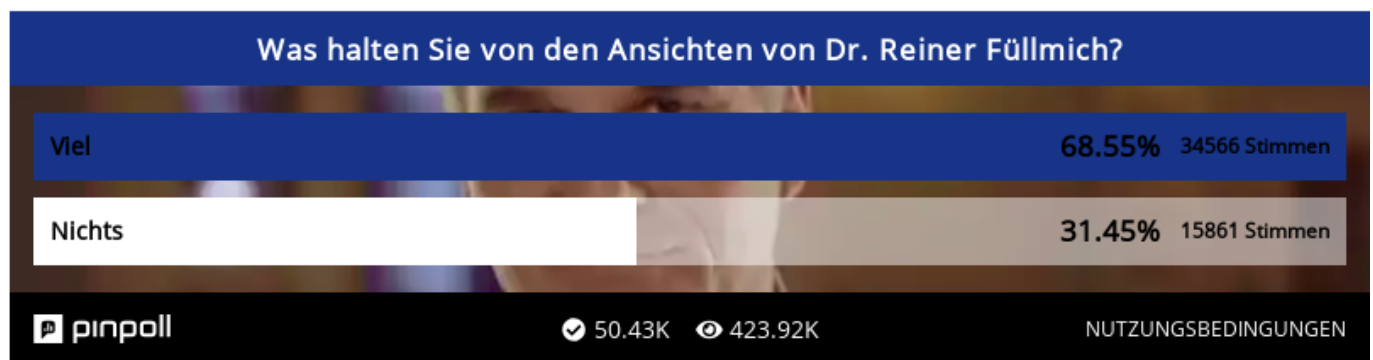 Was halten Sie von den Ansichten von Dr. Reiner Füllmich?
Viel 68.55% 34566 Stimmen
Nichts 31.45% 15861 Stimmen
pinpoll 50.43K 423.92K NUTZUNGSBEDINGUNGEN